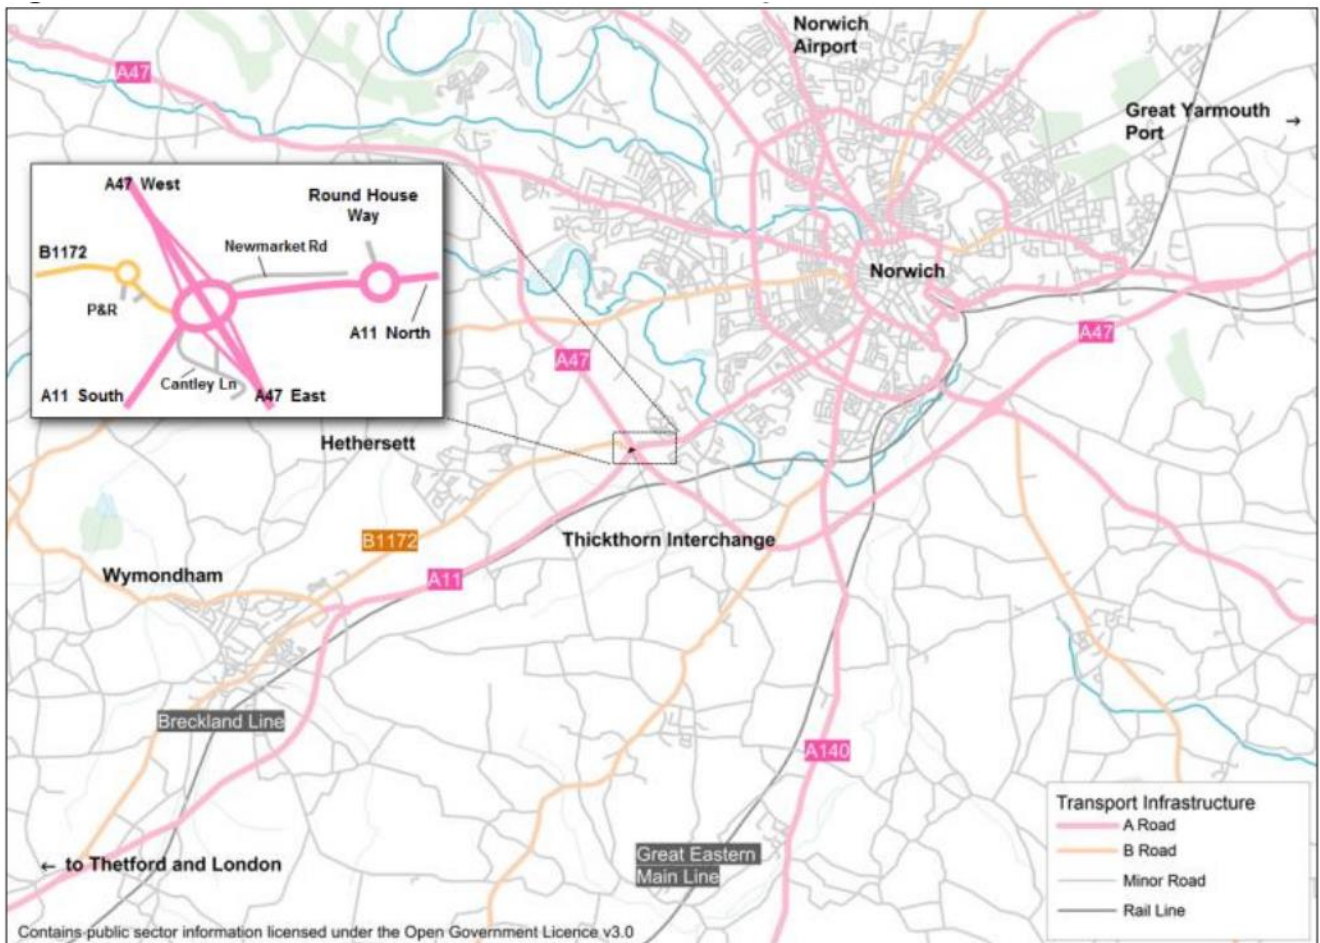 Norwich
Airport
A47
Great Yarmouth
Port →
A47 West
Round House
Way
B1172
Newmarket Rd
P&R
A11 North
A11 South
Cantley Ln
A47 East
Norwich
A47
A47
Hethersett
B1172
Thickthorn Interchange
Wymondham
A11
Breckland Line
A140
Great Eastern
Main Line
← to Thetford and London
Transport Infrastructure
A Road
B Road
Minor Road
Rail Line
Contains public sector information licensed under the Open Government Licence v3.0